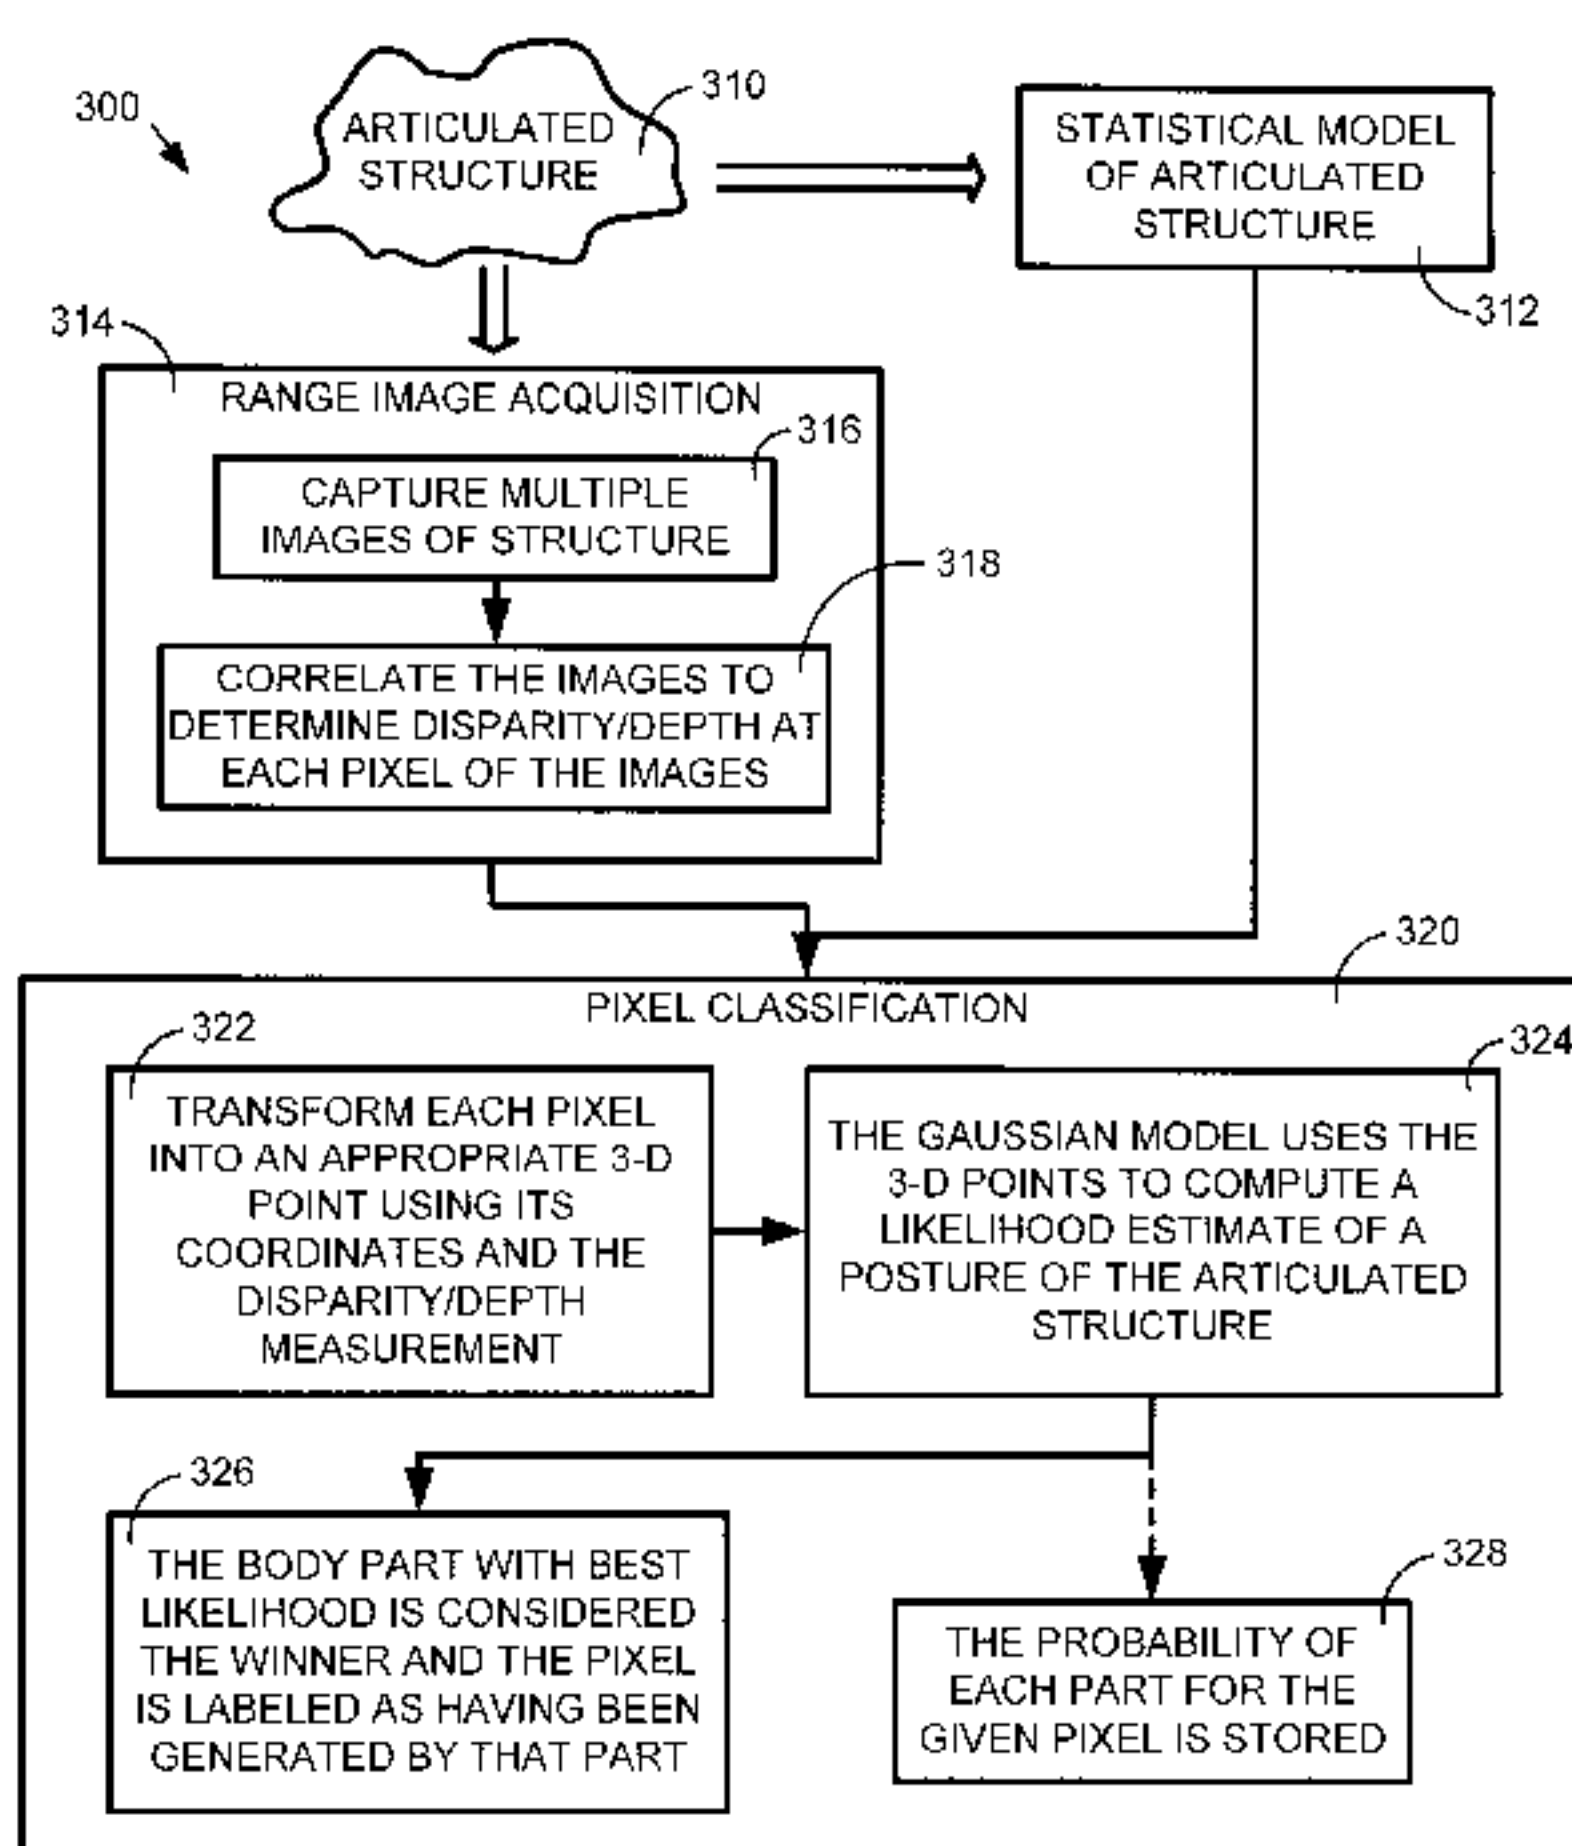 300
310
ARTICULATED
STRUCTURE
STATISTICAL MODEL
OF ARTICULATED
STRUCTURE
312
314
RANGE IMAGE ACQUISITION
316
CAPTURE MULTIPLE
IMAGES OF STRUCTURE
318
CORRELATE THE IMAGES TO
DETERMINE DISPARITY/DEPTH AT
EACH PIXEL OF THE IMAGES
320
PIXEL CLASSIFICATION
322
TRANSFORM EACH PIXEL
INTO AN APPROPRIATE 3-D
POINT USING ITS
COORDINATES AND THE
DISPARITY/DEPTH
MEASUREMENT
324
THE GAUSSIAN MODEL USES THE
3-D POINTS TO COMPUTE A
LIKELIHOOD ESTIMATE OF A
POSTURE OF THE ARTICULATED
STRUCTURE
326
THE BODY PART WITH BEST
LIKELIHOOD IS CONSIDERED
THE WINNER AND THE PIXEL
IS LABELED AS HAVING BEEN
GENERATED BY THAT PART
328
THE PROBABILITY OF
EACH PART FOR THE
GIVEN PIXEL IS STORED